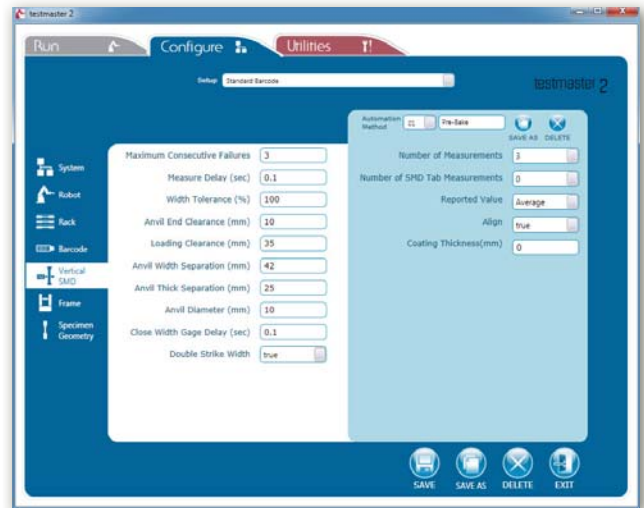 testmaster 2
Run
Configure
Utilities
Setup Standard Barcode
testmaster 2
Automation Method 01 Pre-Bake
SAVE AS DELETE
System
Robot
Rack
Barcode
Vertical SMD
Frame
Specimen Geometry
Maximum Consecutive Failures 3
Measure Delay (sec) 0.1
Width Tolerance (%) 100
Anvil End Clearance (mm) 10
Loading Clearance (mm) 35
Anvil Width Separation (mm) 42
Anvil Thick Separation (mm) 25
Anvil Diameter (mm) 10
Close Width Gage Delay (sec) 0.1
Double Strike Width true
Number of Measurements 3
Number of SMD Tab Measurements 0
Reported Value Average
Align true
Coating Thickness(mm) 0
SAVE SAVE AS DELETE EXIT